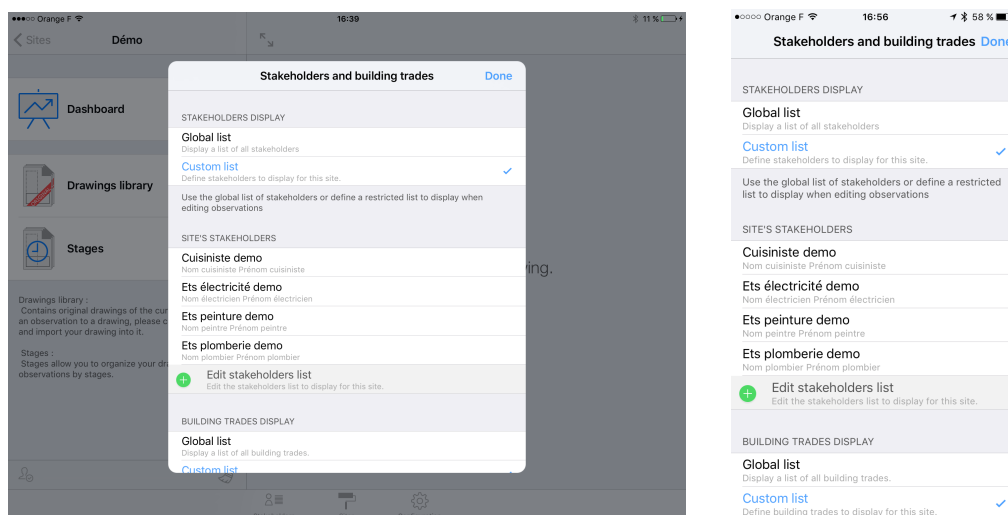 Orange F
16:39
11 %
Sites
Démo
Dashboard
Drawings library
Stages
Drawings library :
Contains original drawings of the cur
an observation to a drawing, please c
and import your drawing into it.
Stages :
Stages allow you to organize your dra
observations by stages.
ving.
Stakeholders and building trades
Done
STAKEHOLDERS DISPLAY
Global list
Display a list of all stakeholders
Custom list
Define stakeholders to display for this site.
Use the global list of stakeholders or define a restricted list to display when
editing observations
SITE'S STAKEHOLDERS
Cuisiniste demo
Nom cuisiniste Prénom cuisiniste
Ets électricité demo
Nom électricien Prénom électricien
Ets peinture demo
Nom peintre Prénom peintre
Ets plomberie demo
Nom plombier Prénom plombier
Edit stakeholders list
Edit the stakeholders list to display for this site.
BUILDING TRADES DISPLAY
Global list
Display a list of all building trades.
Custom list
Orange F
16:56
58 %
Stakeholders and building trades
Done
STAKEHOLDERS DISPLAY
Global list
Display a list of all stakeholders
Custom list
Define stakeholders to display for this site.
Use the global list of stakeholders or define a restricted
list to display when editing observations
SITE'S STAKEHOLDERS
Cuisiniste demo
Nom cuisiniste Prénom cuisiniste
Ets électricité demo
Nom électricien Prénom électricien
Ets peinture demo
Nom peintre Prénom peintre
Ets plomberie demo
Nom plombier Prénom plombier
Edit stakeholders list
Edit the stakeholders list to display for this site.
BUILDING TRADES DISPLAY
Global list
Display a list of all building trades.
Custom list
Define building trades to display for this site.